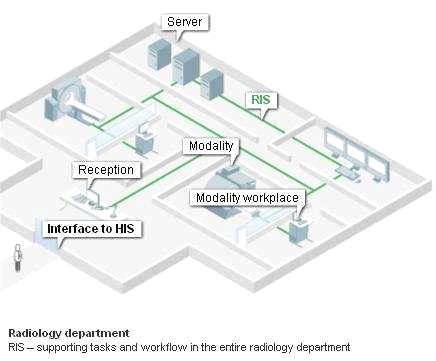 Server
RIS
Modality
Reception
Modality workplace
Interface to HIS
Radiology department
RIS – supporting tasks and workflow in the entire radiology department